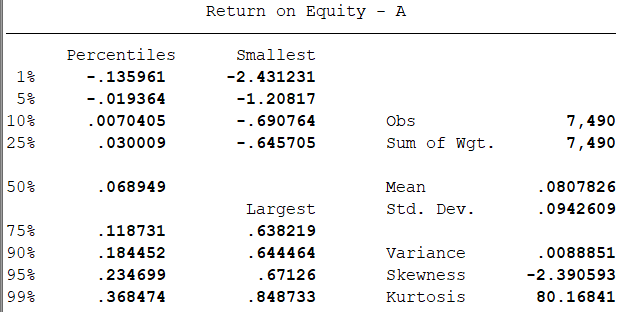 Return on Equity - A
Percentiles Smallest
1% -.135961 -2.431231
5% -.019364 -1.20817
10% .0070405 -.690764 Obs 7,490
25% .030009 -.645705 Sum of Wgt. 7,490
50% .068949 Mean .0807826
Largest Std. Dev. .0942609
75% .118731 .638219
90% .184452 .644464 Variance .0088851
95% .234699 .67126 Skewness -2.390593
99% .368474 .848733 Kurtosis 80.16841